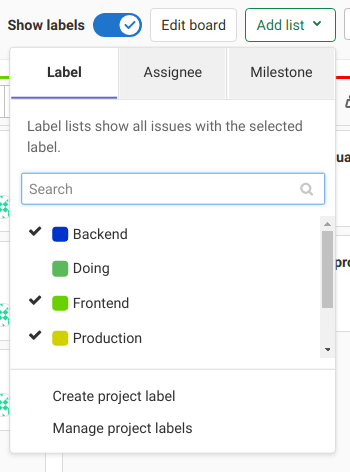 Show labels Edit board Add list
Label Assignee Milestone
Label lists show all issues with the selected
label.
Search
Backend
Doing
Frontend
Production
Create project label
Manage project labels